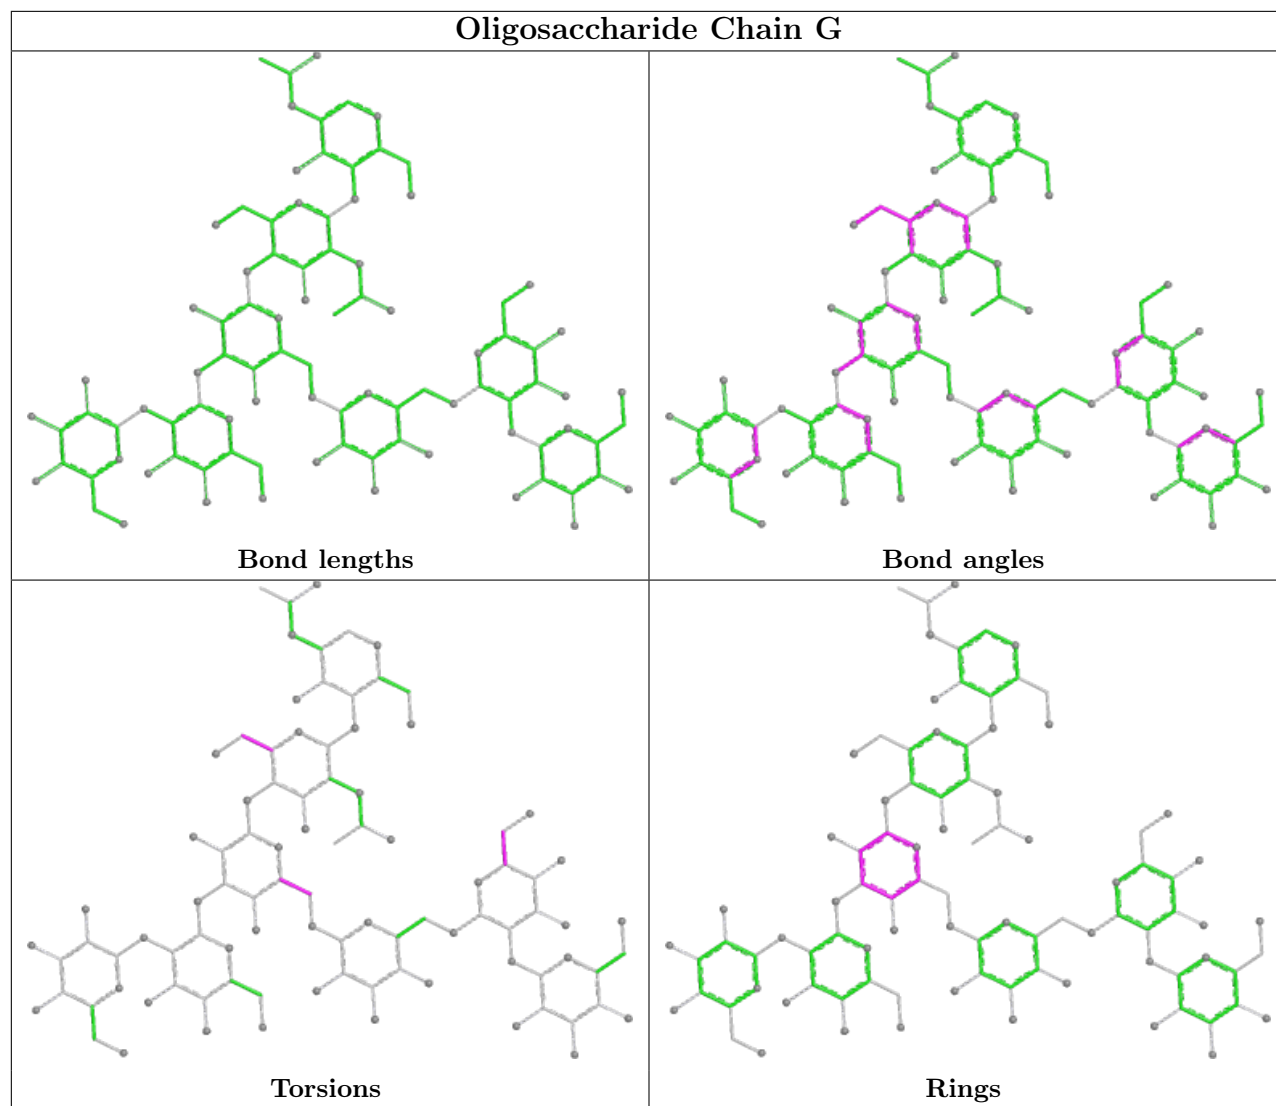 Oligosaccharide Chain G
Bond lengths
Bond angles
Torsions
Rings